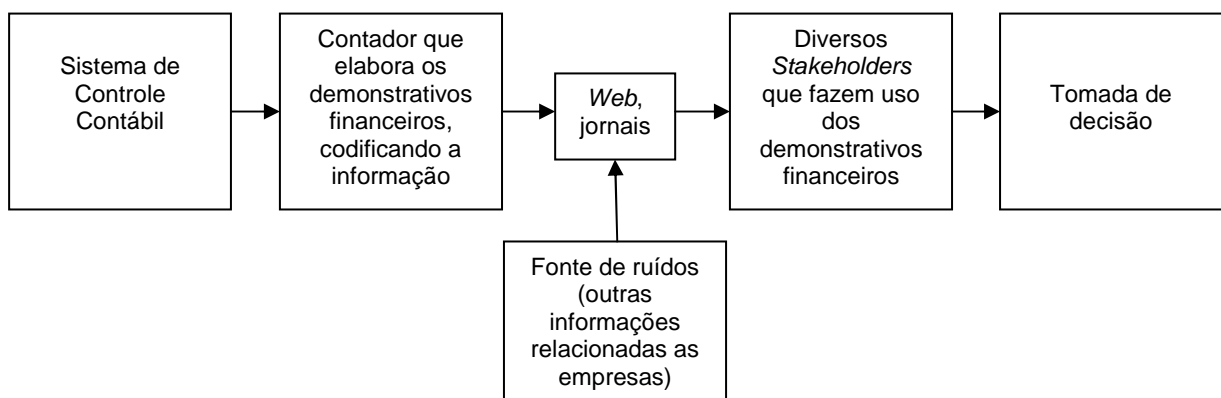 Sistema de
Controle
Contábil
Contador que
elabora os
demonstrativos
financeiros,
codificando a
informação
Web,
jornais
Diversos
Stakeholders
que fazem uso
dos
demonstrativos
financeiros
Tomada de
decisão
Fonte de ruídos
(outras
informações
relacionadas as
empresas)